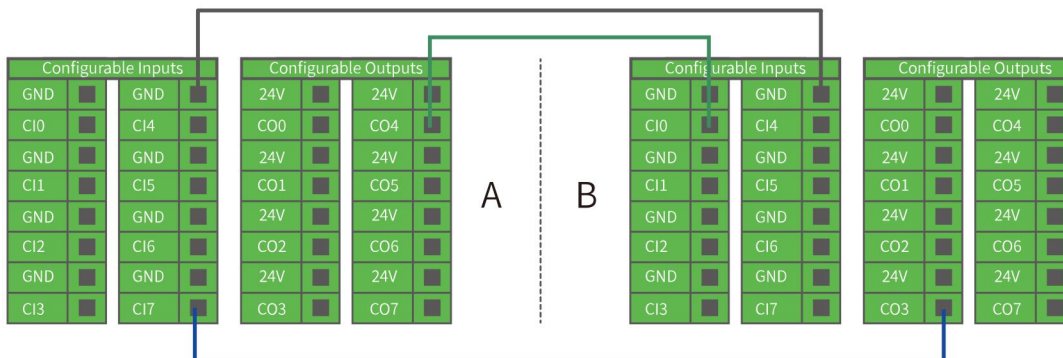 Configurable Inputs Configurable Outputs Configurable Inputs Configurable Outputs
GND GND 24V 24V GND GND 24V 24V
CI0 CI4 CO0 CO4 CI0 CI4 CO0 CO4
GND GND 24V 24V GND GND 24V 24V
CI1 CI5 CO1 CO5 A B CI1 CI5 CO1 CO5
GND GND 24V 24V GND GND 24V 24V
CI2 CI6 CO2 CO6 CI2 CI6 CO2 CO6
GND GND 24V 24V GND GND 24V 24V
CI3 CI7 CO3 CO7 CI3 CI7 CO3 CO7